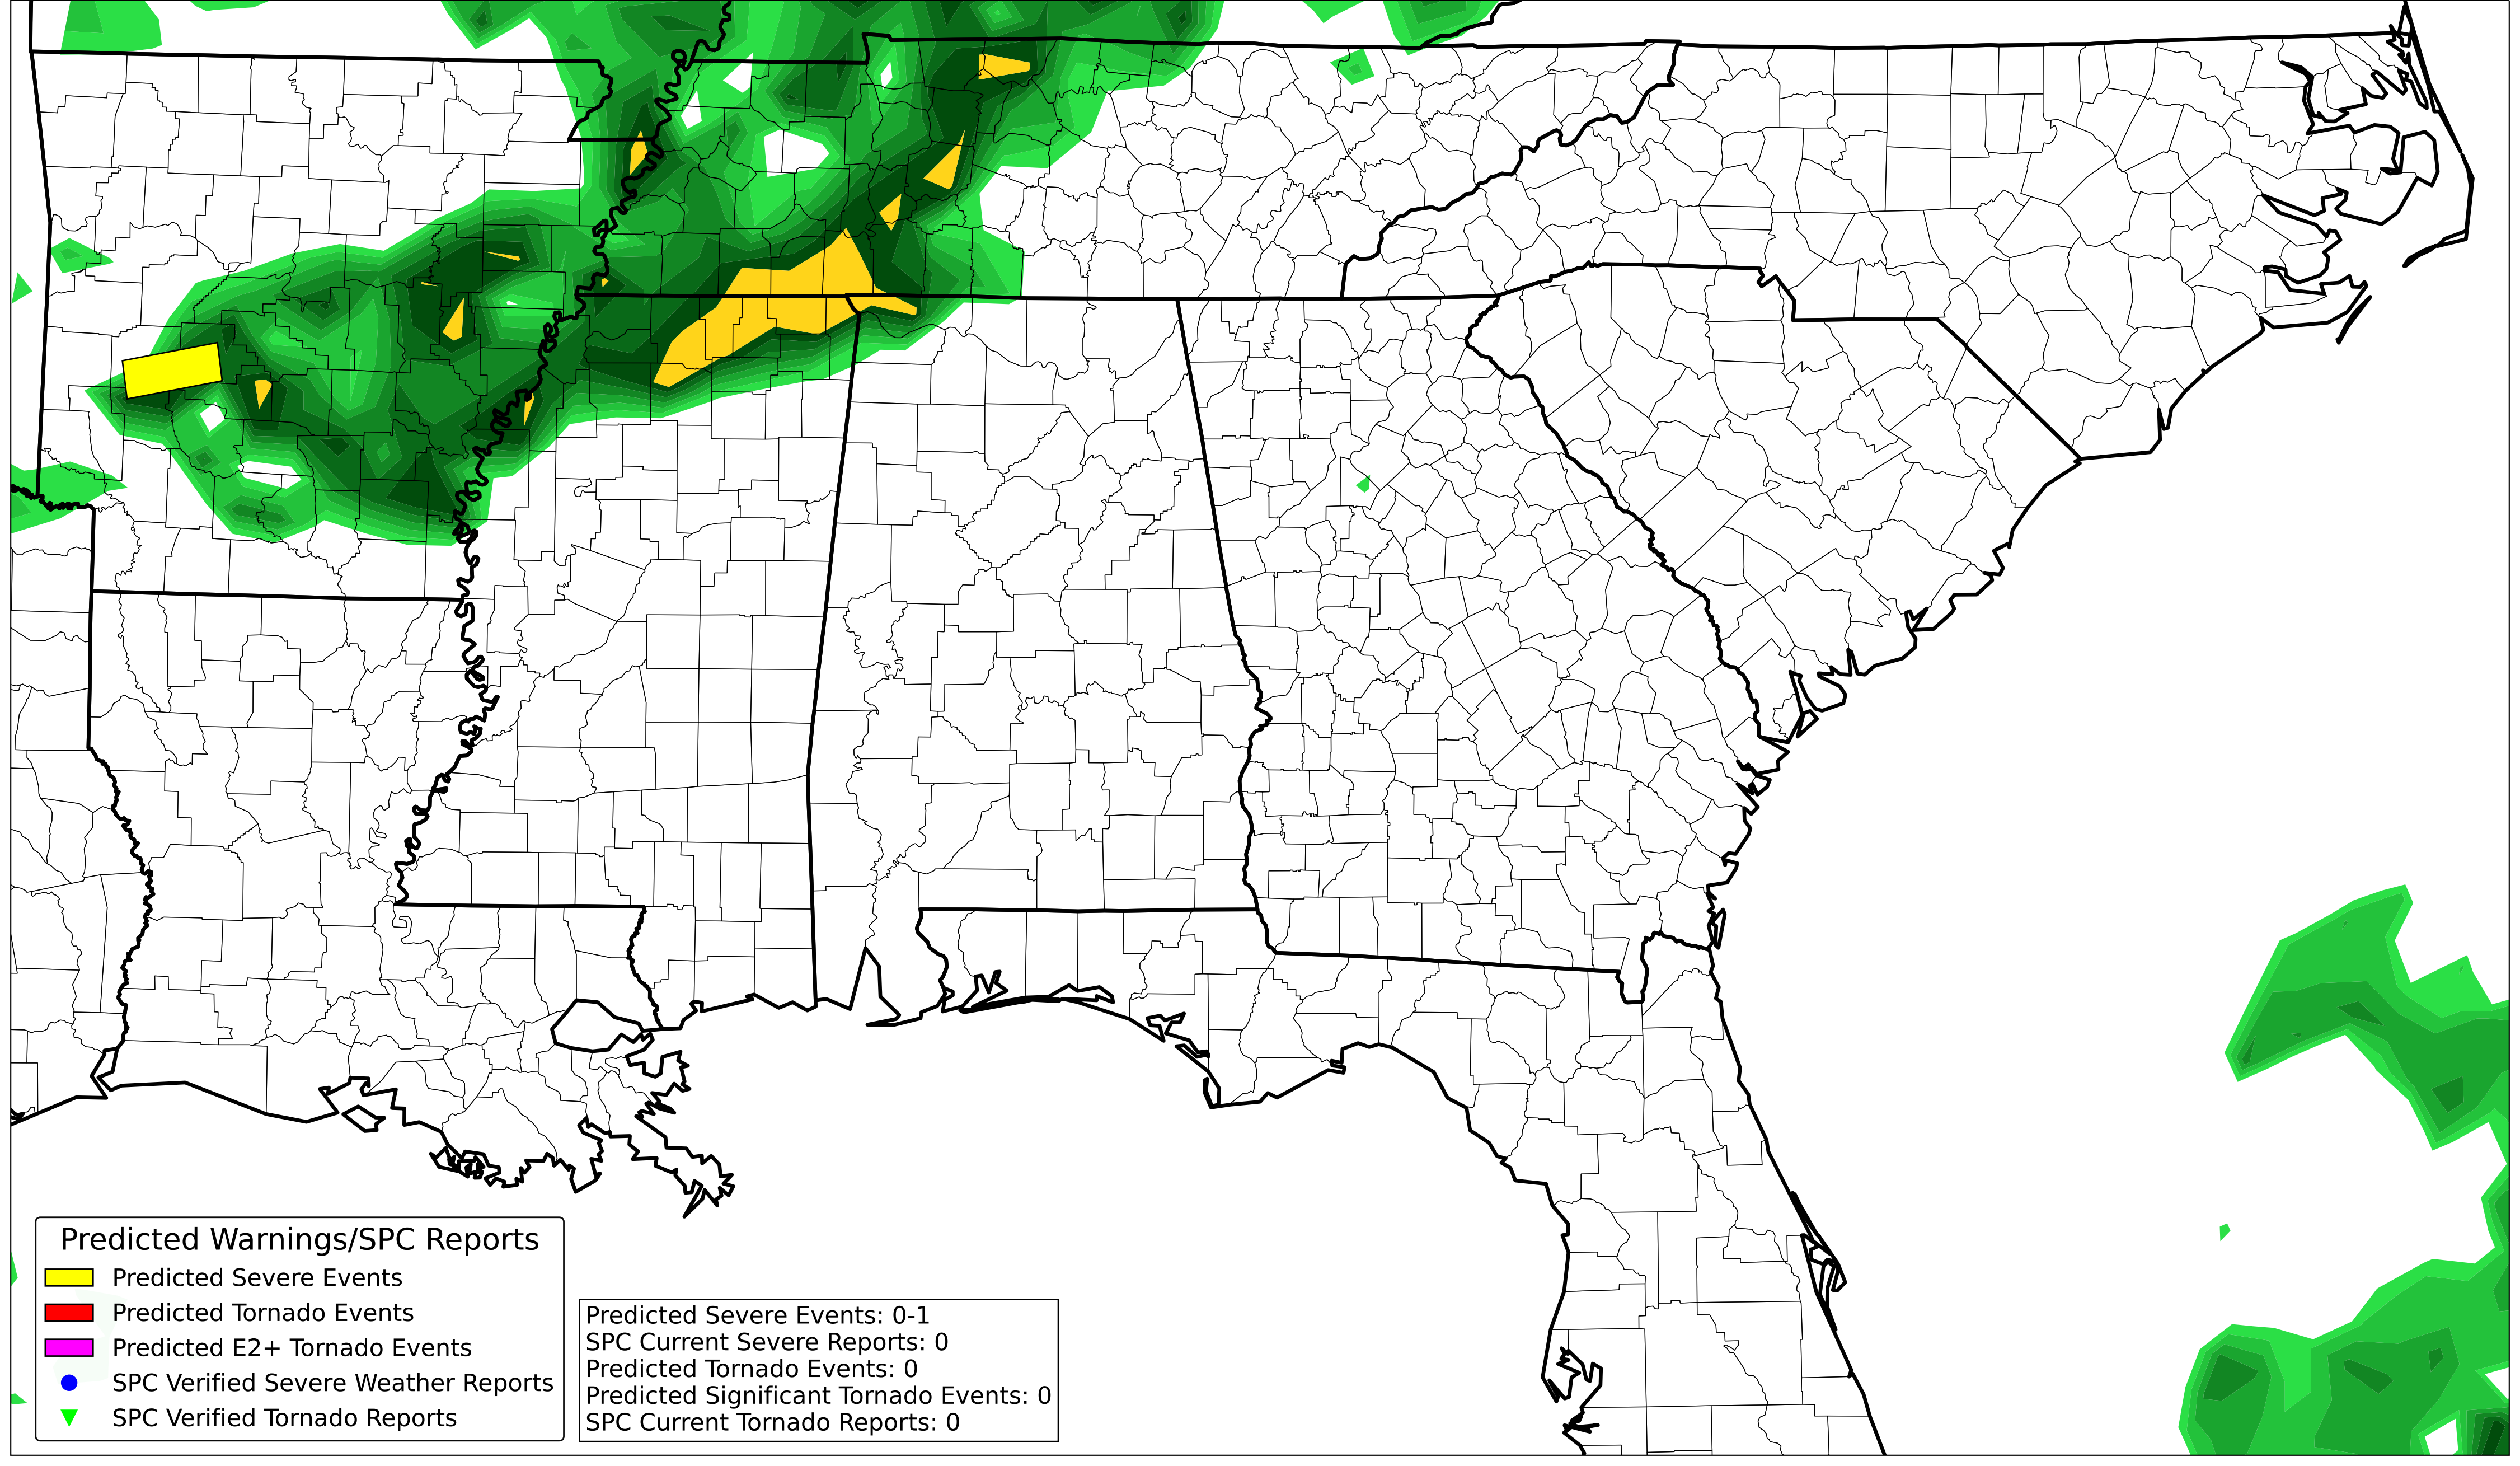 Predicted Warnings/SPC Reports
Predicted Severe Events
Predicted Tornado Events
Predicted E2+ Tornado Events
SPC Verified Severe Weather Reports
SPC Verified Tornado Reports
Predicted Severe Events: 0-1
SPC Current Severe Reports: 0
Predicted Tornado Events: 0
Predicted Significant Tornado Events: 0
SPC Current Tornado Reports: 0